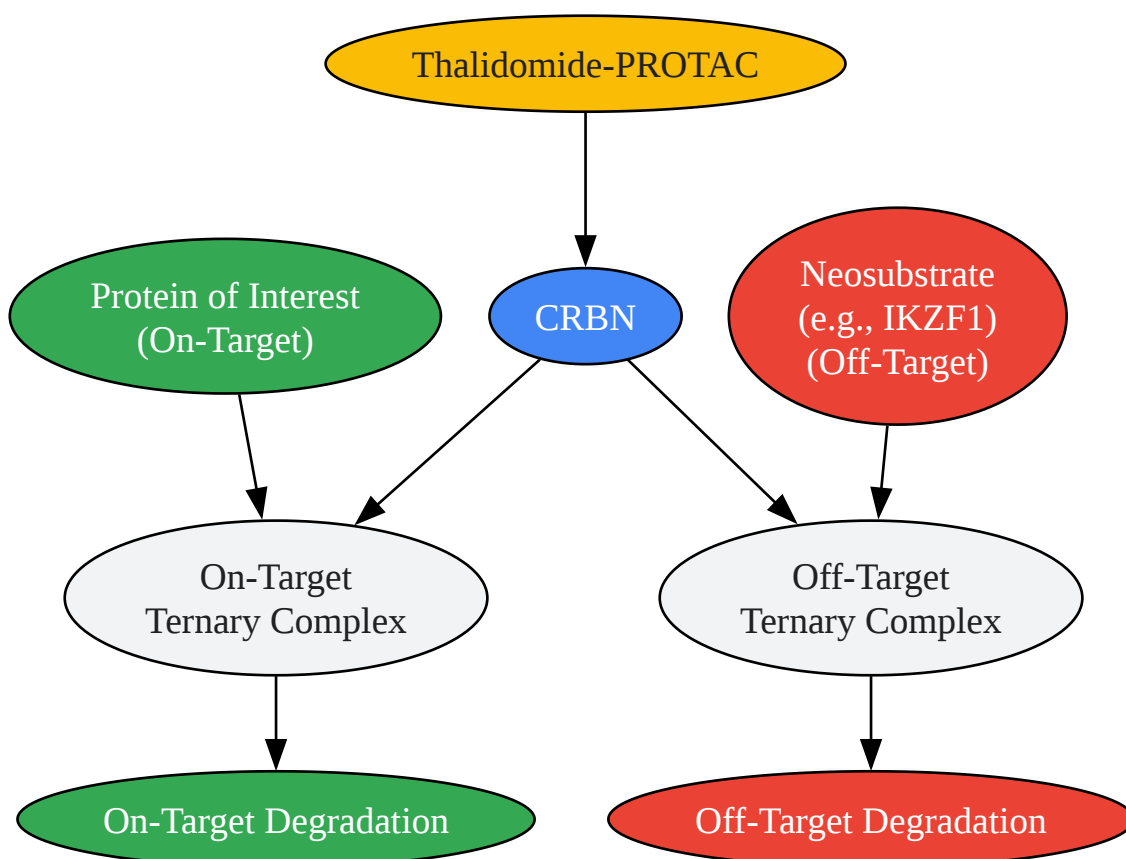 Thalidomide-PROTAC
Protein of Interest
(On-Target)
CRBN
Neosubstrate
(e.g., IKZF1)
(Off-Target)
On-Target
Ternary Complex
Off-Target
Ternary Complex
On-Target Degradation
Off-Target Degradation